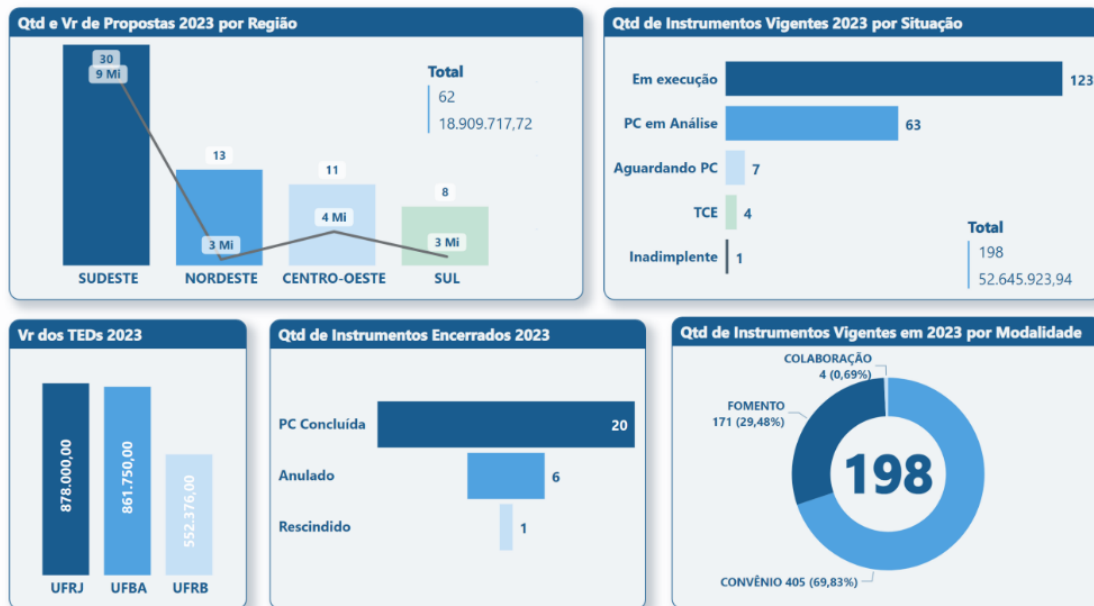 Qtd e Vr de Propostas 2023 por Região
30
9 Mi
13
3 Mi
11
4 Mi
8
3 Mi
Total
62
18.909.717,72
SUDESTE
NORDESTE
CENTRO-OESTE
SUL
Qtd de Instrumentos Vigentes 2023 por Situação
Em execução
123
PC em Análise
63
Aguardando PC
7
TCE
4
Inadimplente
1
Total
198
52.645.923,94
Vr dos TEDs 2023
878.000,00
861.750,00
552.376,00
UFRJ
UFBA
UFRB
Qtd de Instrumentos Encerrados 2023
PC Concluída
20
Anulado
6
Rescindido
1
Qtd de Instrumentos Vigentes em 2023 por Modalidade
COLABORAÇÃO
4 (0,69%)
FOMENTO
171 (29,48%)
198
CONVÊNIO 405 (69,83%)